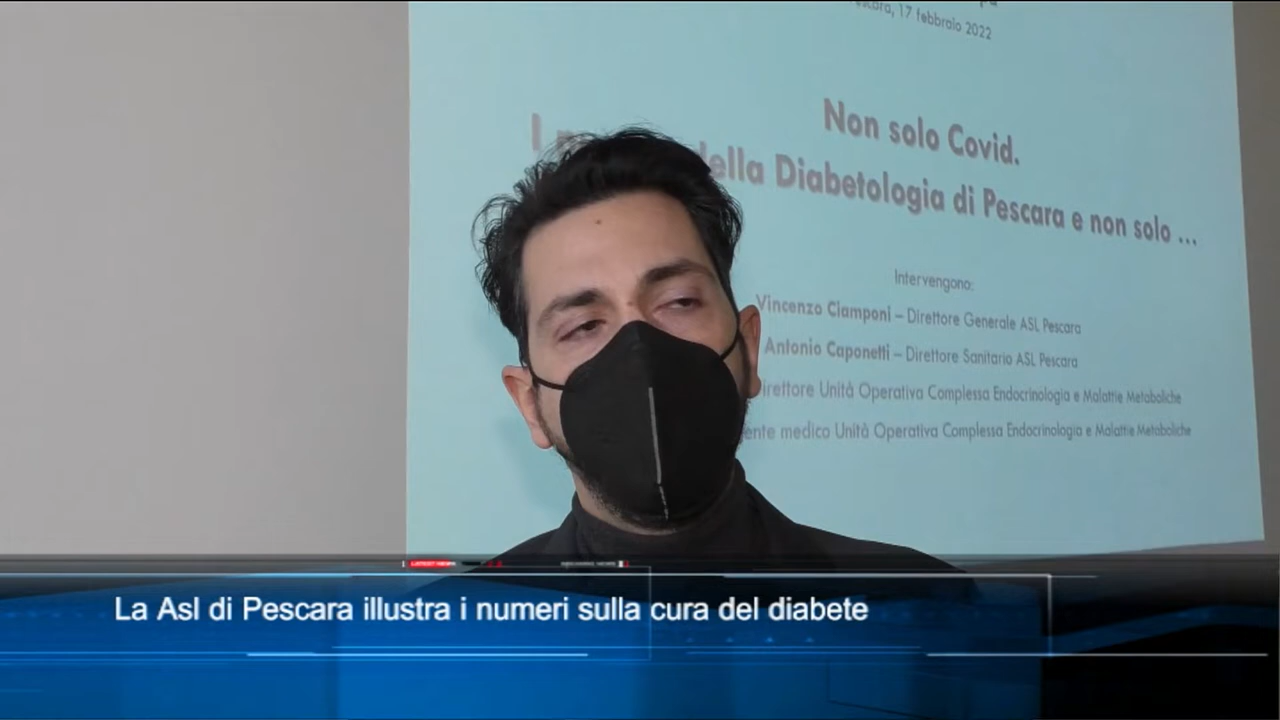 17 febbraio 2022
Non solo Covid.
I della Diabetologia di Pescara e non solo ...
Intervengono:
Vincenzo Ciamponi – Direttore Generale ASL Pescara
Antonio Caponetti – Direttore Sanitario ASL Pescara
Direttore Unità Operativa Complessa Endocrinologia e Malattie Metaboliche
medico Unità Operativa Complessa Endocrinologia e Malattie Metaboliche
LATEST NEWS
La Asl di Pescara illustra i numeri sulla cura del diabete